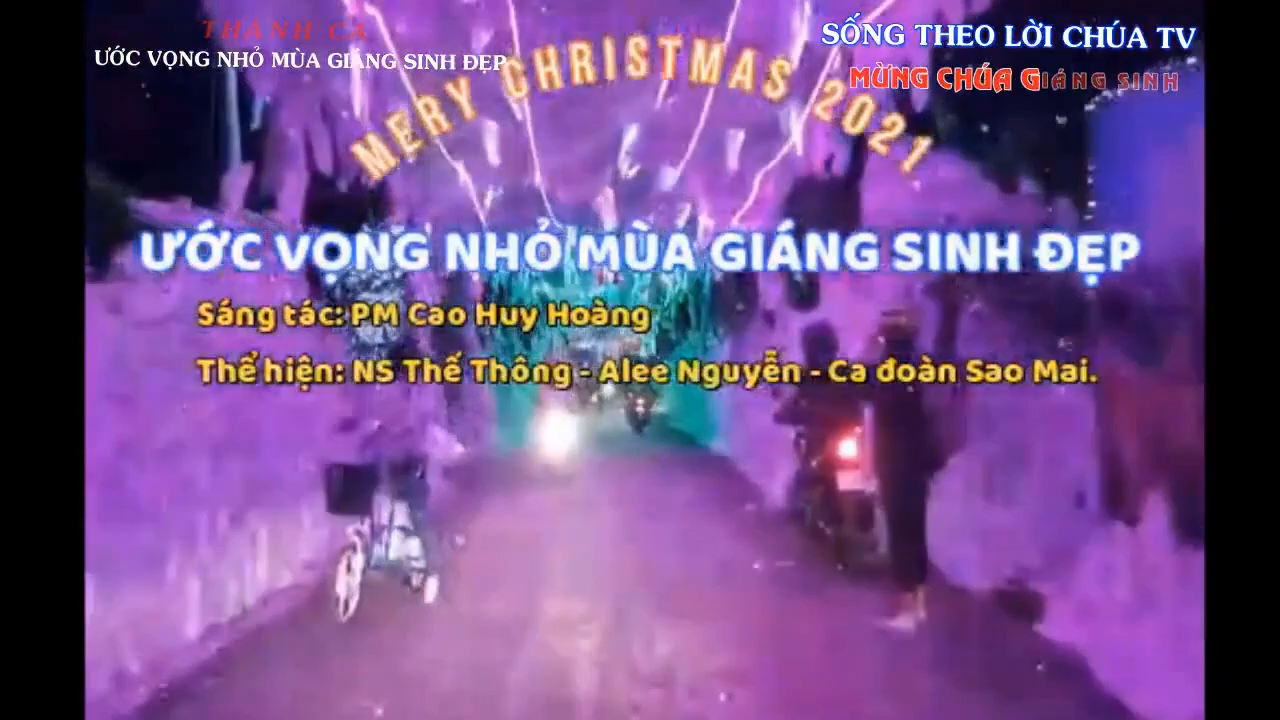 THÁNH CA
ƯỚC VỌNG NHỎ MÙA GIÁNG SINH ĐẸP
SỐNG THEO LỜI CHÚA TV
MỪNG CHÚA GIÁNG SINH
MERY CHRISTMAS 2021
ƯỚC VỌNG NHỎ MÙA GIÁNG SINH ĐẸP
Sáng tác: PM Cao Huy Hoàng
Thể hiện: NS Thế Thông - Alee Nguyễn - Ca đoàn Sao Mai.